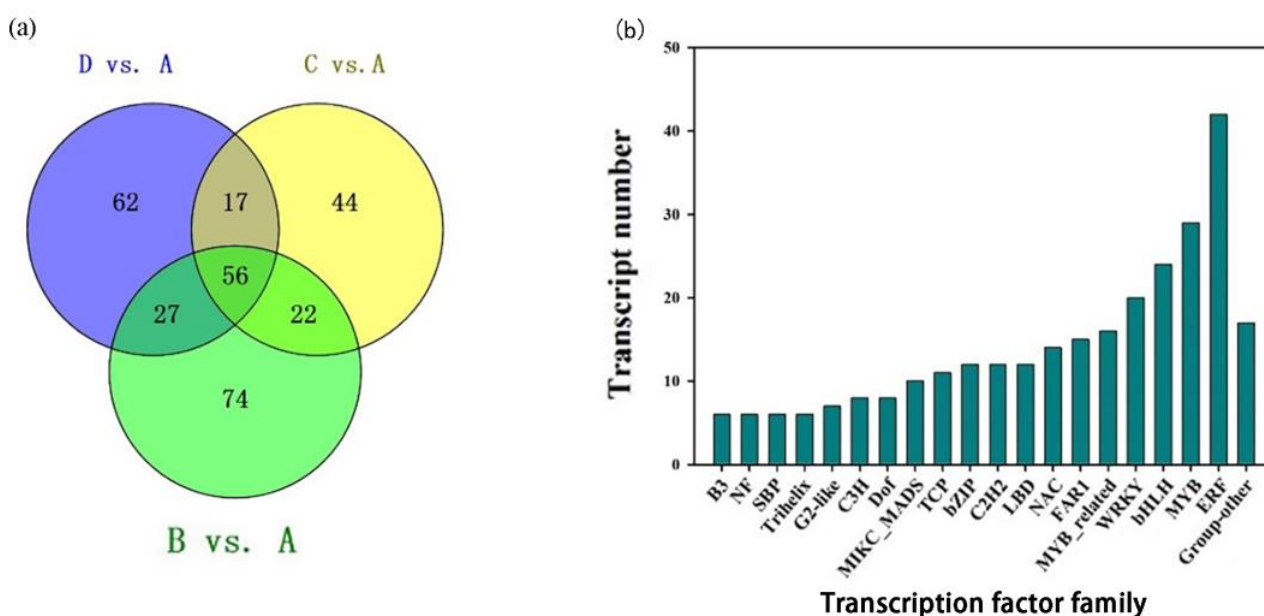 (a)
D vs. A
C vs.A
62
17
44
56
27
22
74
B vs. A
(b)
Transcript number
50
40
30
20
10
0
B3
NF
SBP
Trihelix
G2-like
C3H
Dof
MIKC_MADS
TCP
bZIP
C2H2
LBD
NAC
FAR1
MYB_related
WRKY
bHLH
MYB
ERF
Group-other
Transcription factor family